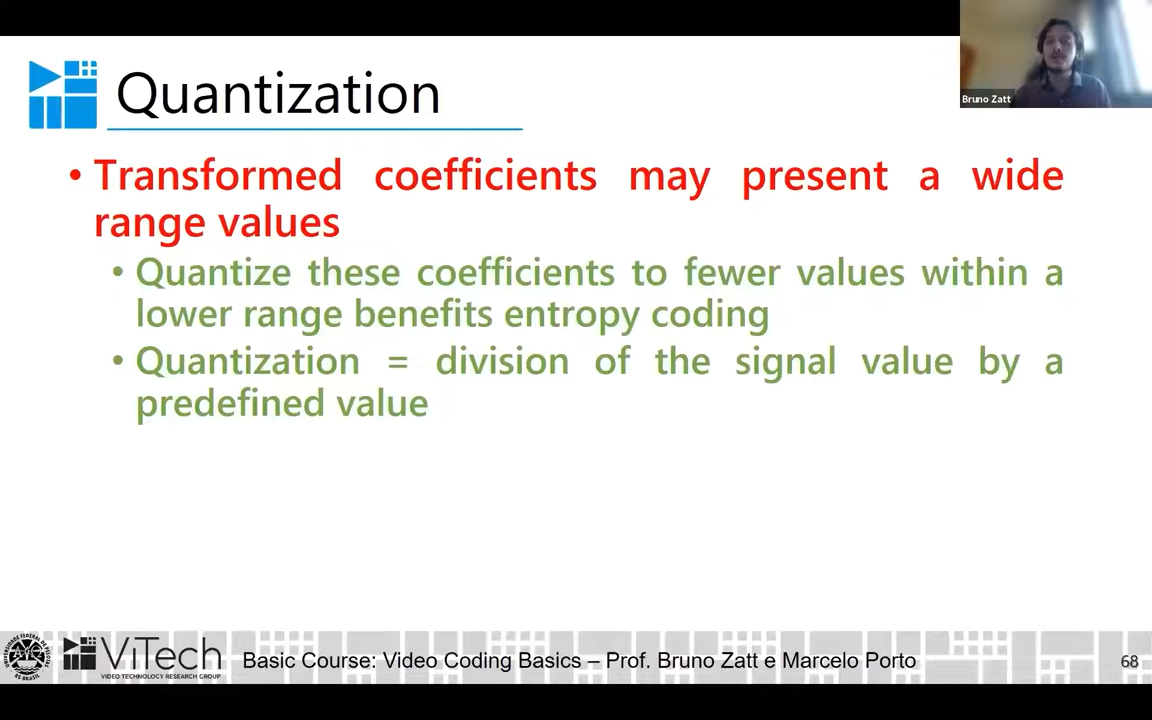 Quantization
Bruno Zatt
• Transformed coefficients may present a wide
range values
• Quantize these coefficients to fewer values within a
lower range benefits entropy coding
• Quantization = division of the signal value by a
predefined value
ViTech
VIDEO TECHNOLOGY RESEARCH GROUP
Basic Course: Video Coding Basics – Prof. Bruno Zatt e Marcelo Porto
68